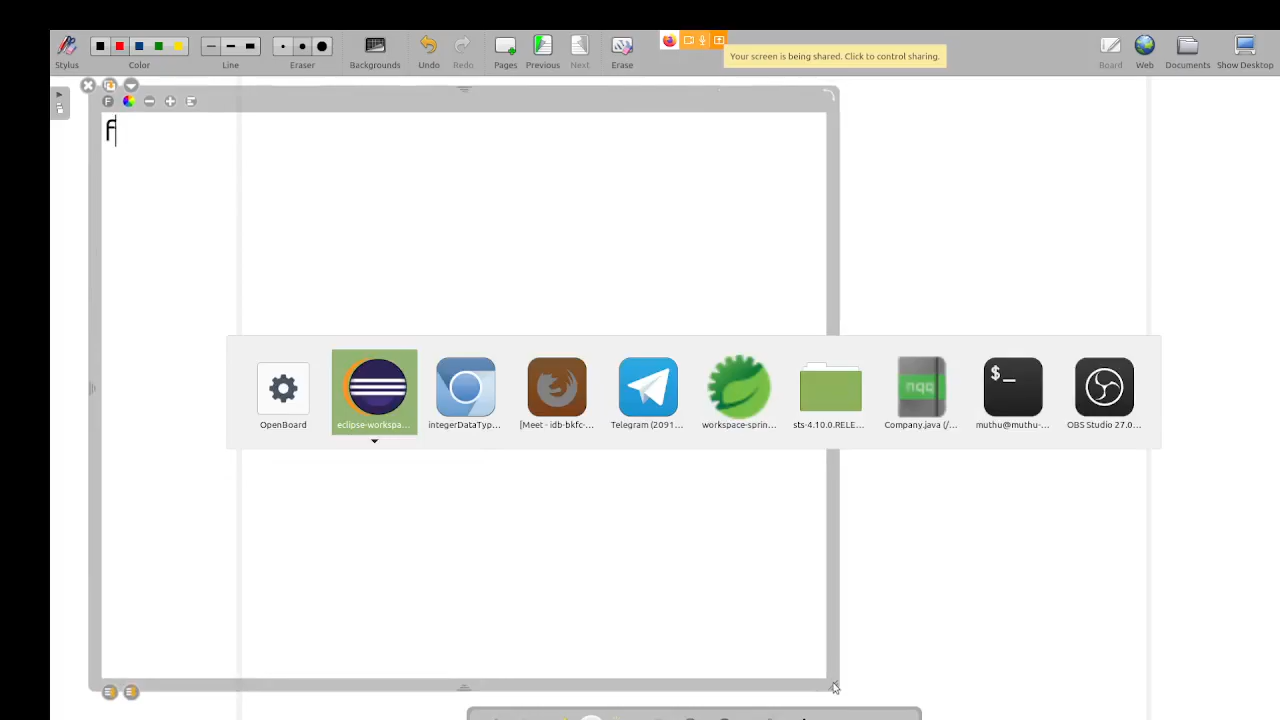 Your screen is being shared. Click to control sharing.
Stylus Color Line Eraser Backgrounds Undo Redo Pages Previous Next Erase Board Web Documents Show Desktop
F
f
$_ 
nqq
OpenBoard eclipse-workspa... integerDataTyp... [Meet - idb-bkfc-... Telegram (2091... workspace-sprin... sts-4.10.0.RELE... Company.java (/... muthu@muthu-... OBS Studio 27.0...